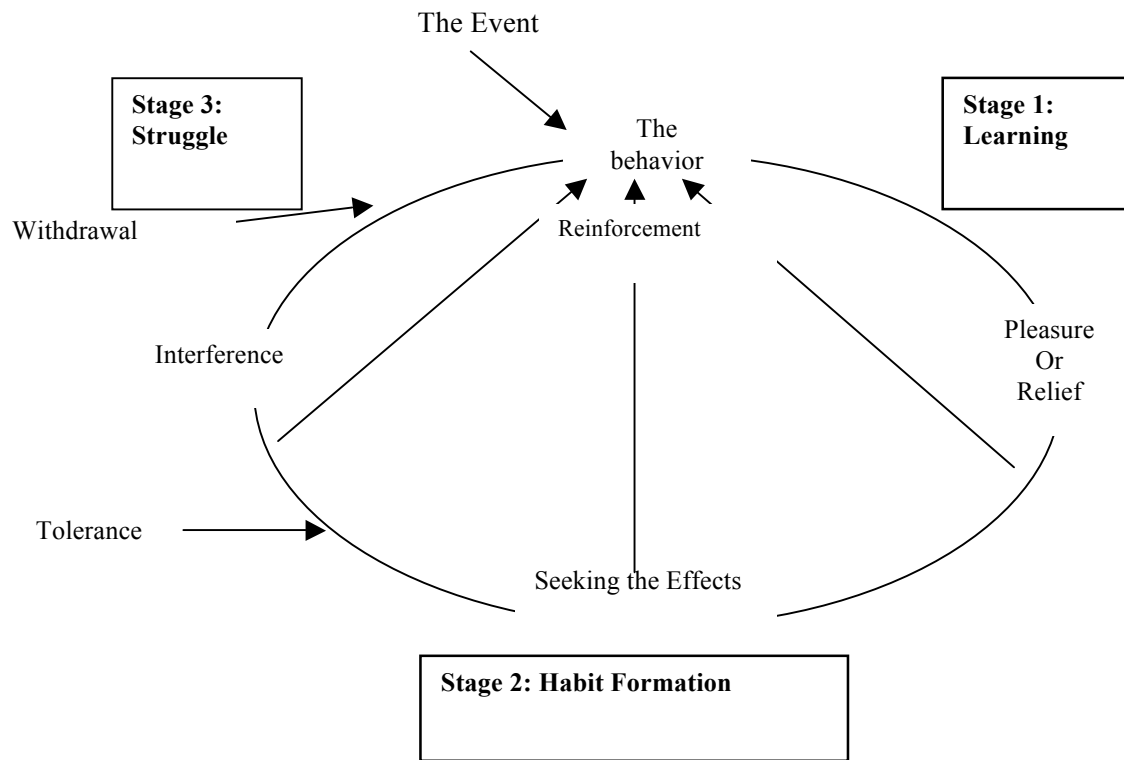 The Event
Stage 3:
Struggle
Stage 1:
Learning
The
behavior
Withdrawal
Reinforcement
Interference
Pleasure
Or
Relief
Tolerance
Seeking the Effects
Stage 2: Habit Formation